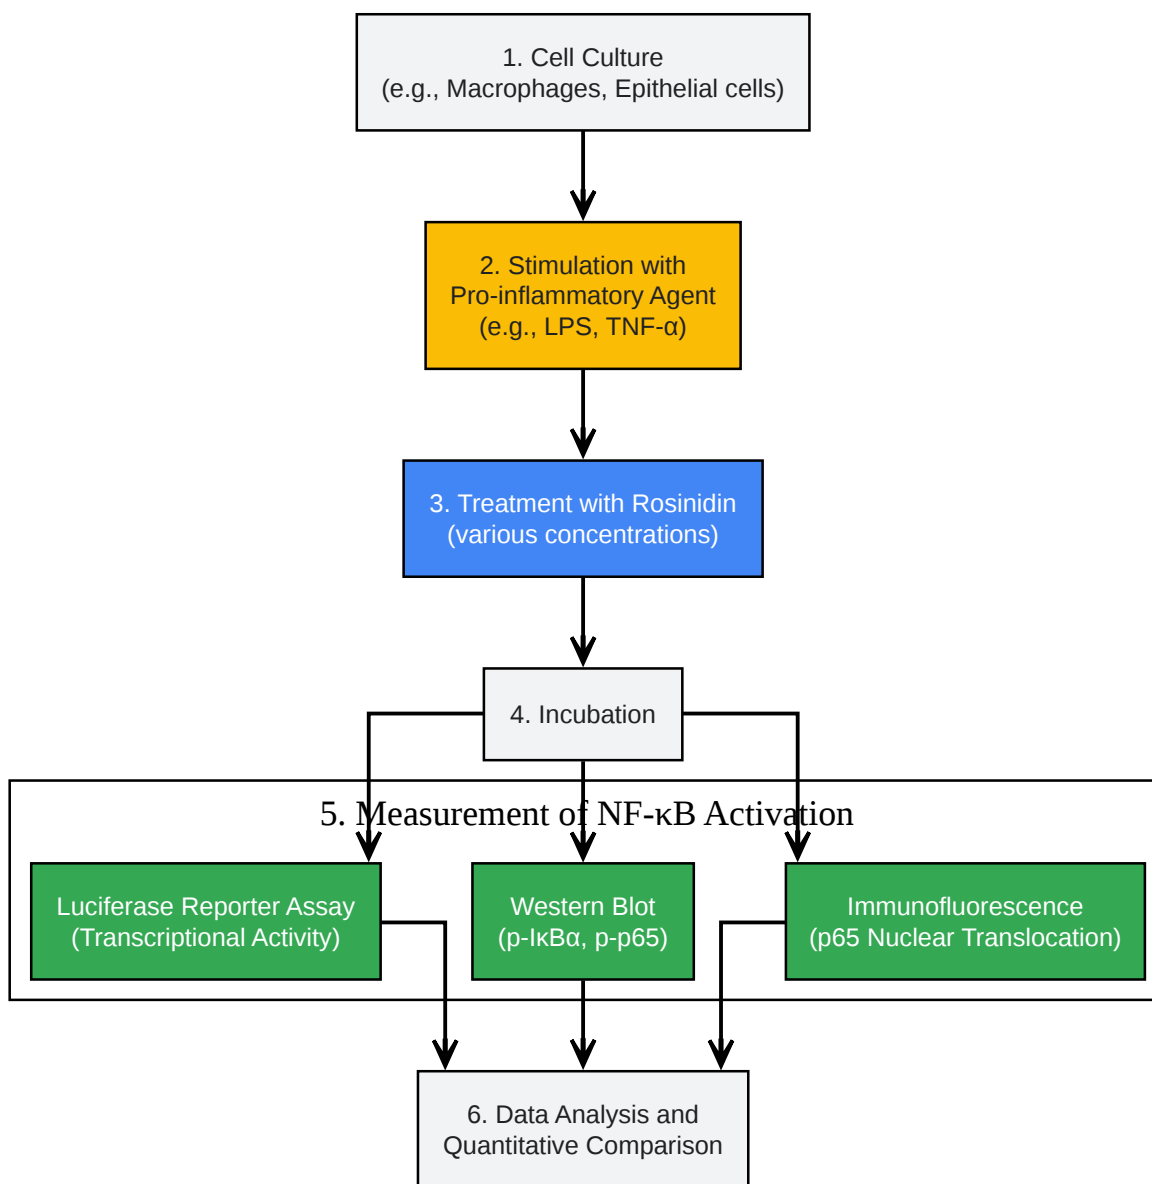 1. Cell Culture
(e.g., Macrophages, Epithelial cells)
2. Stimulation with
Pro-inflammatory Agent
(e.g., LPS, TNF-α)
3. Treatment with Rosinidin
(various concentrations)
4. Incubation
5. Measurement of NF-κB Activation
Luciferase Reporter Assay
(Transcriptional Activity)
Western Blot
(p-IκBα, p-p65)
Immunofluorescence
(p65 Nuclear Translocation)
6. Data Analysis and
Quantitative Comparison